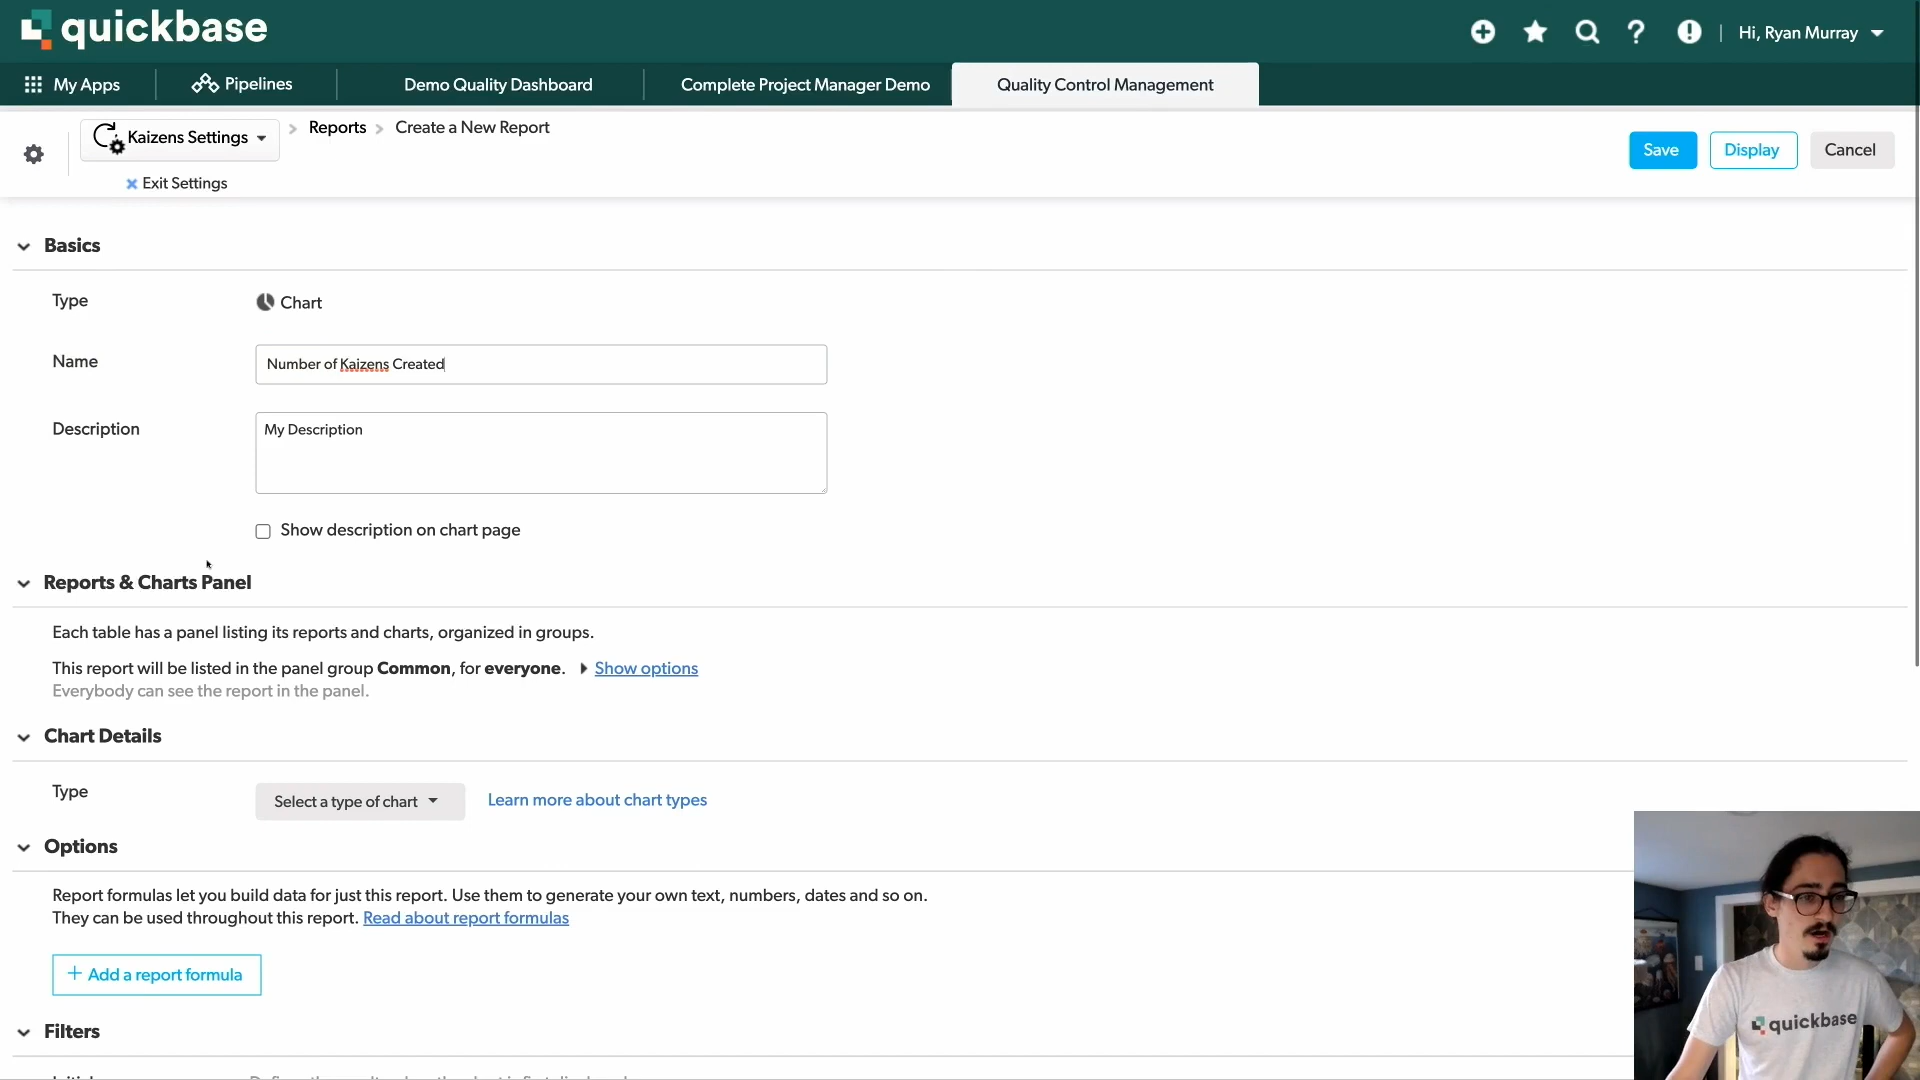 quickbase
Hi, Ryan Murray
My Apps
Pipelines
Demo Quality Dashboard
Complete Project Manager Demo
Quality Control Management
Kaizens Settings
Reports
Create a New Report
Save
Display
Cancel
Exit Settings
Basics
Type
Chart
Name
Number of Kaizens Created
Description
My Description
Show description on chart page
Reports & Charts Panel
Each table has a panel listing its reports and charts, organized in groups.
This report will be listed in the panel group Common, for everyone. Show options
Everybody can see the report in the panel.
Chart Details
Type
Select a type of chart
Learn more about chart types
Options
Report formulas let you build data for just this report. Use them to generate your own text, numbers, dates and so on.
They can be used throughout this report. Read about report formulas
+ Add a report formula
quickbase
Filters